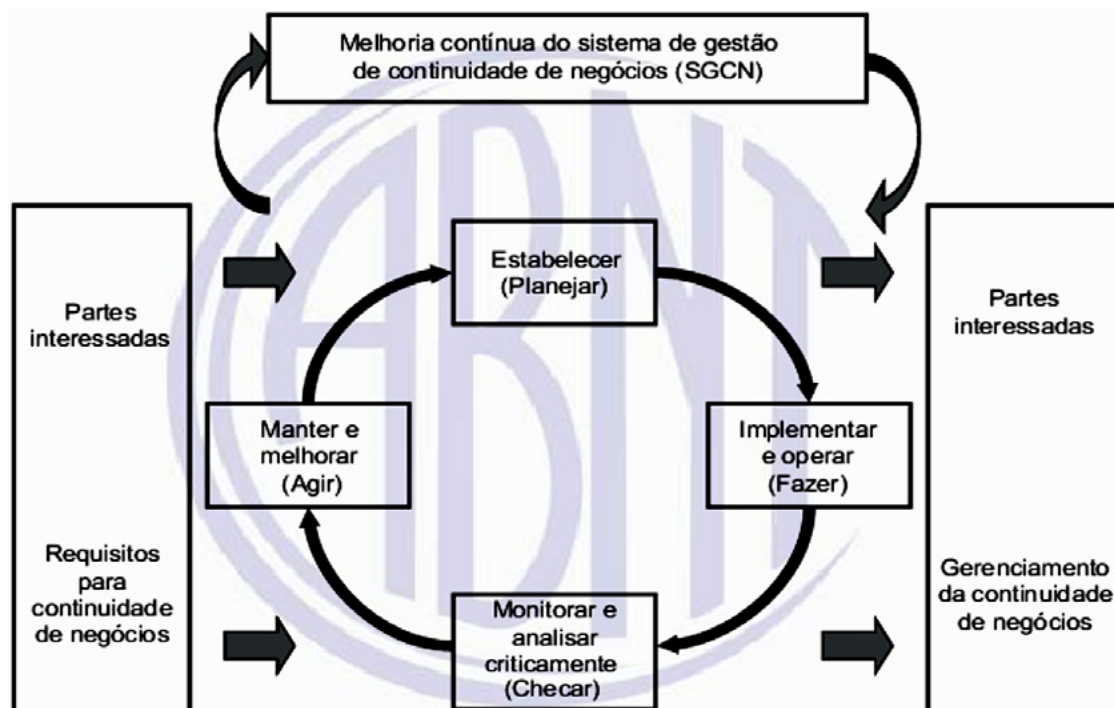 Melhoria contínua do sistema de gestão
de continuidade de negócios (SGCN)
Partes
interessadas
Requisitos
para
continuidade
de negócios
Estabelecer
(Planejar)
Manter e
melhorar
(Agir)
Implementar
e operar
(Fazer)
Monitorar e
analisar
criticamente
(Checar)
Partes
interessadas
Gerenciamento
da continuidade
de negócios
ABNT